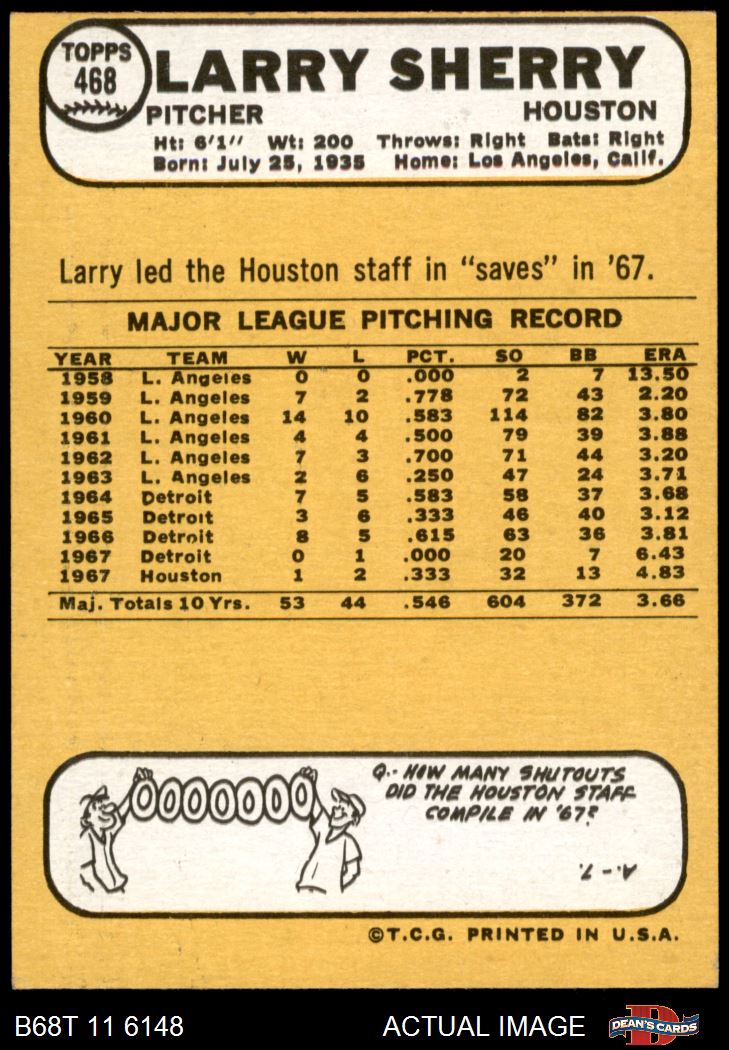 TOPPS
468
LARRY SHERRY
PITCHER HOUSTON
Ht: 6'1" Wt: 200 Throws: Right Bats: Right
Born: July 25, 1935 Home: Los Angeles, Calif.
Larry led the Houston staff in "saves" in '67.
MAJOR LEAGUE PITCHING RECORD
YEAR TEAM W L PCT. SO BB ERA
1958 L. Angeles 0 0 .000 2 7 13.50
1959 L. Angeles 7 2 .778 72 43 2.20
1960 L. Angeles 14 10 .583 114 82 3.80
1961 L. Angeles 4 4 .500 79 39 3.88
1962 L. Angeles 7 3 .700 71 44 3.20
1963 L. Angeles 2 6 .250 47 24 3.71
1964 Detroit 7 5 .583 58 37 3.68
1965 Detroit 3 6 .333 46 40 3.12
1966 Detroit 8 5 .615 63 36 3.81
1967 Detroit 0 1 .000 20 7 6.43
1967 Houston 1 2 .333 32 13 4.83
Maj. Totals 10 Yrs. 53 44 .546 604 372 3.66
0000000
Q.- HOW MANY SHUTOUTS
DID THE HOUSTON STAFF
COMPILE IN '67?
A.- 7.
©T.C.G. PRINTED IN U.S.A.
B68T 11 6148 ACTUAL IMAGE
DEAN'S CARDS